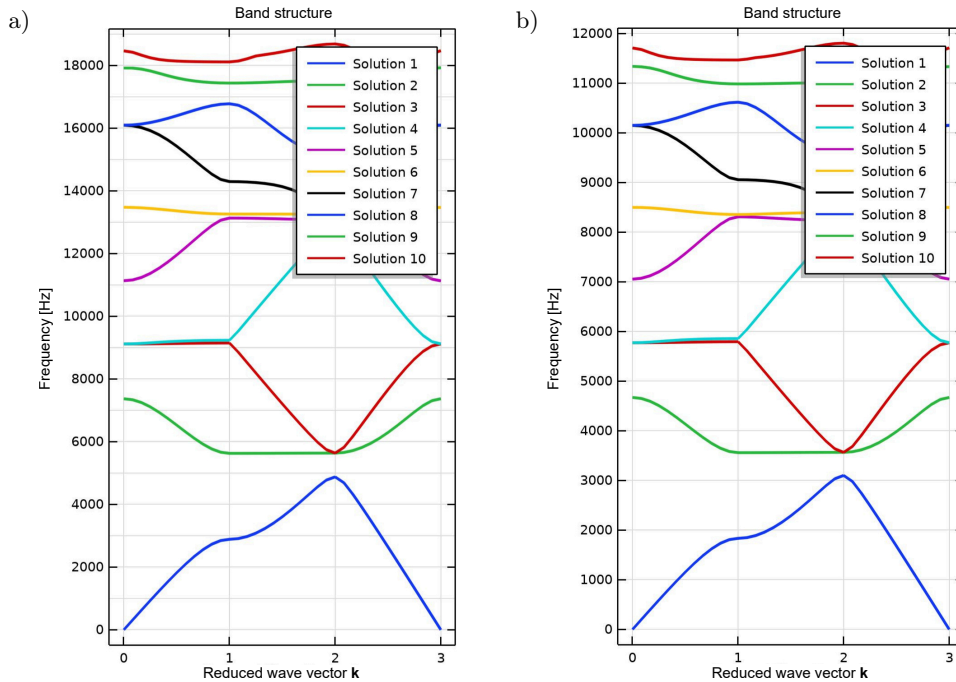 a)
Band structure
Frequency [Hz]
18000
16000
14000
12000
10000
8000
6000
4000
2000
0
Solution 1
Solution 2
Solution 3
Solution 4
Solution 5
Solution 6
Solution 7
Solution 8
Solution 9
Solution 10
0 1 2 3
Reduced wave vector k
b)
Band structure
Frequency [Hz]
12000
11000
10000
9000
8000
7000
6000
5000
4000
3000
2000
1000
0
Solution 1
Solution 2
Solution 3
Solution 4
Solution 5
Solution 6
Solution 7
Solution 8
Solution 9
Solution 10
0 1 2 3
Reduced wave vector k